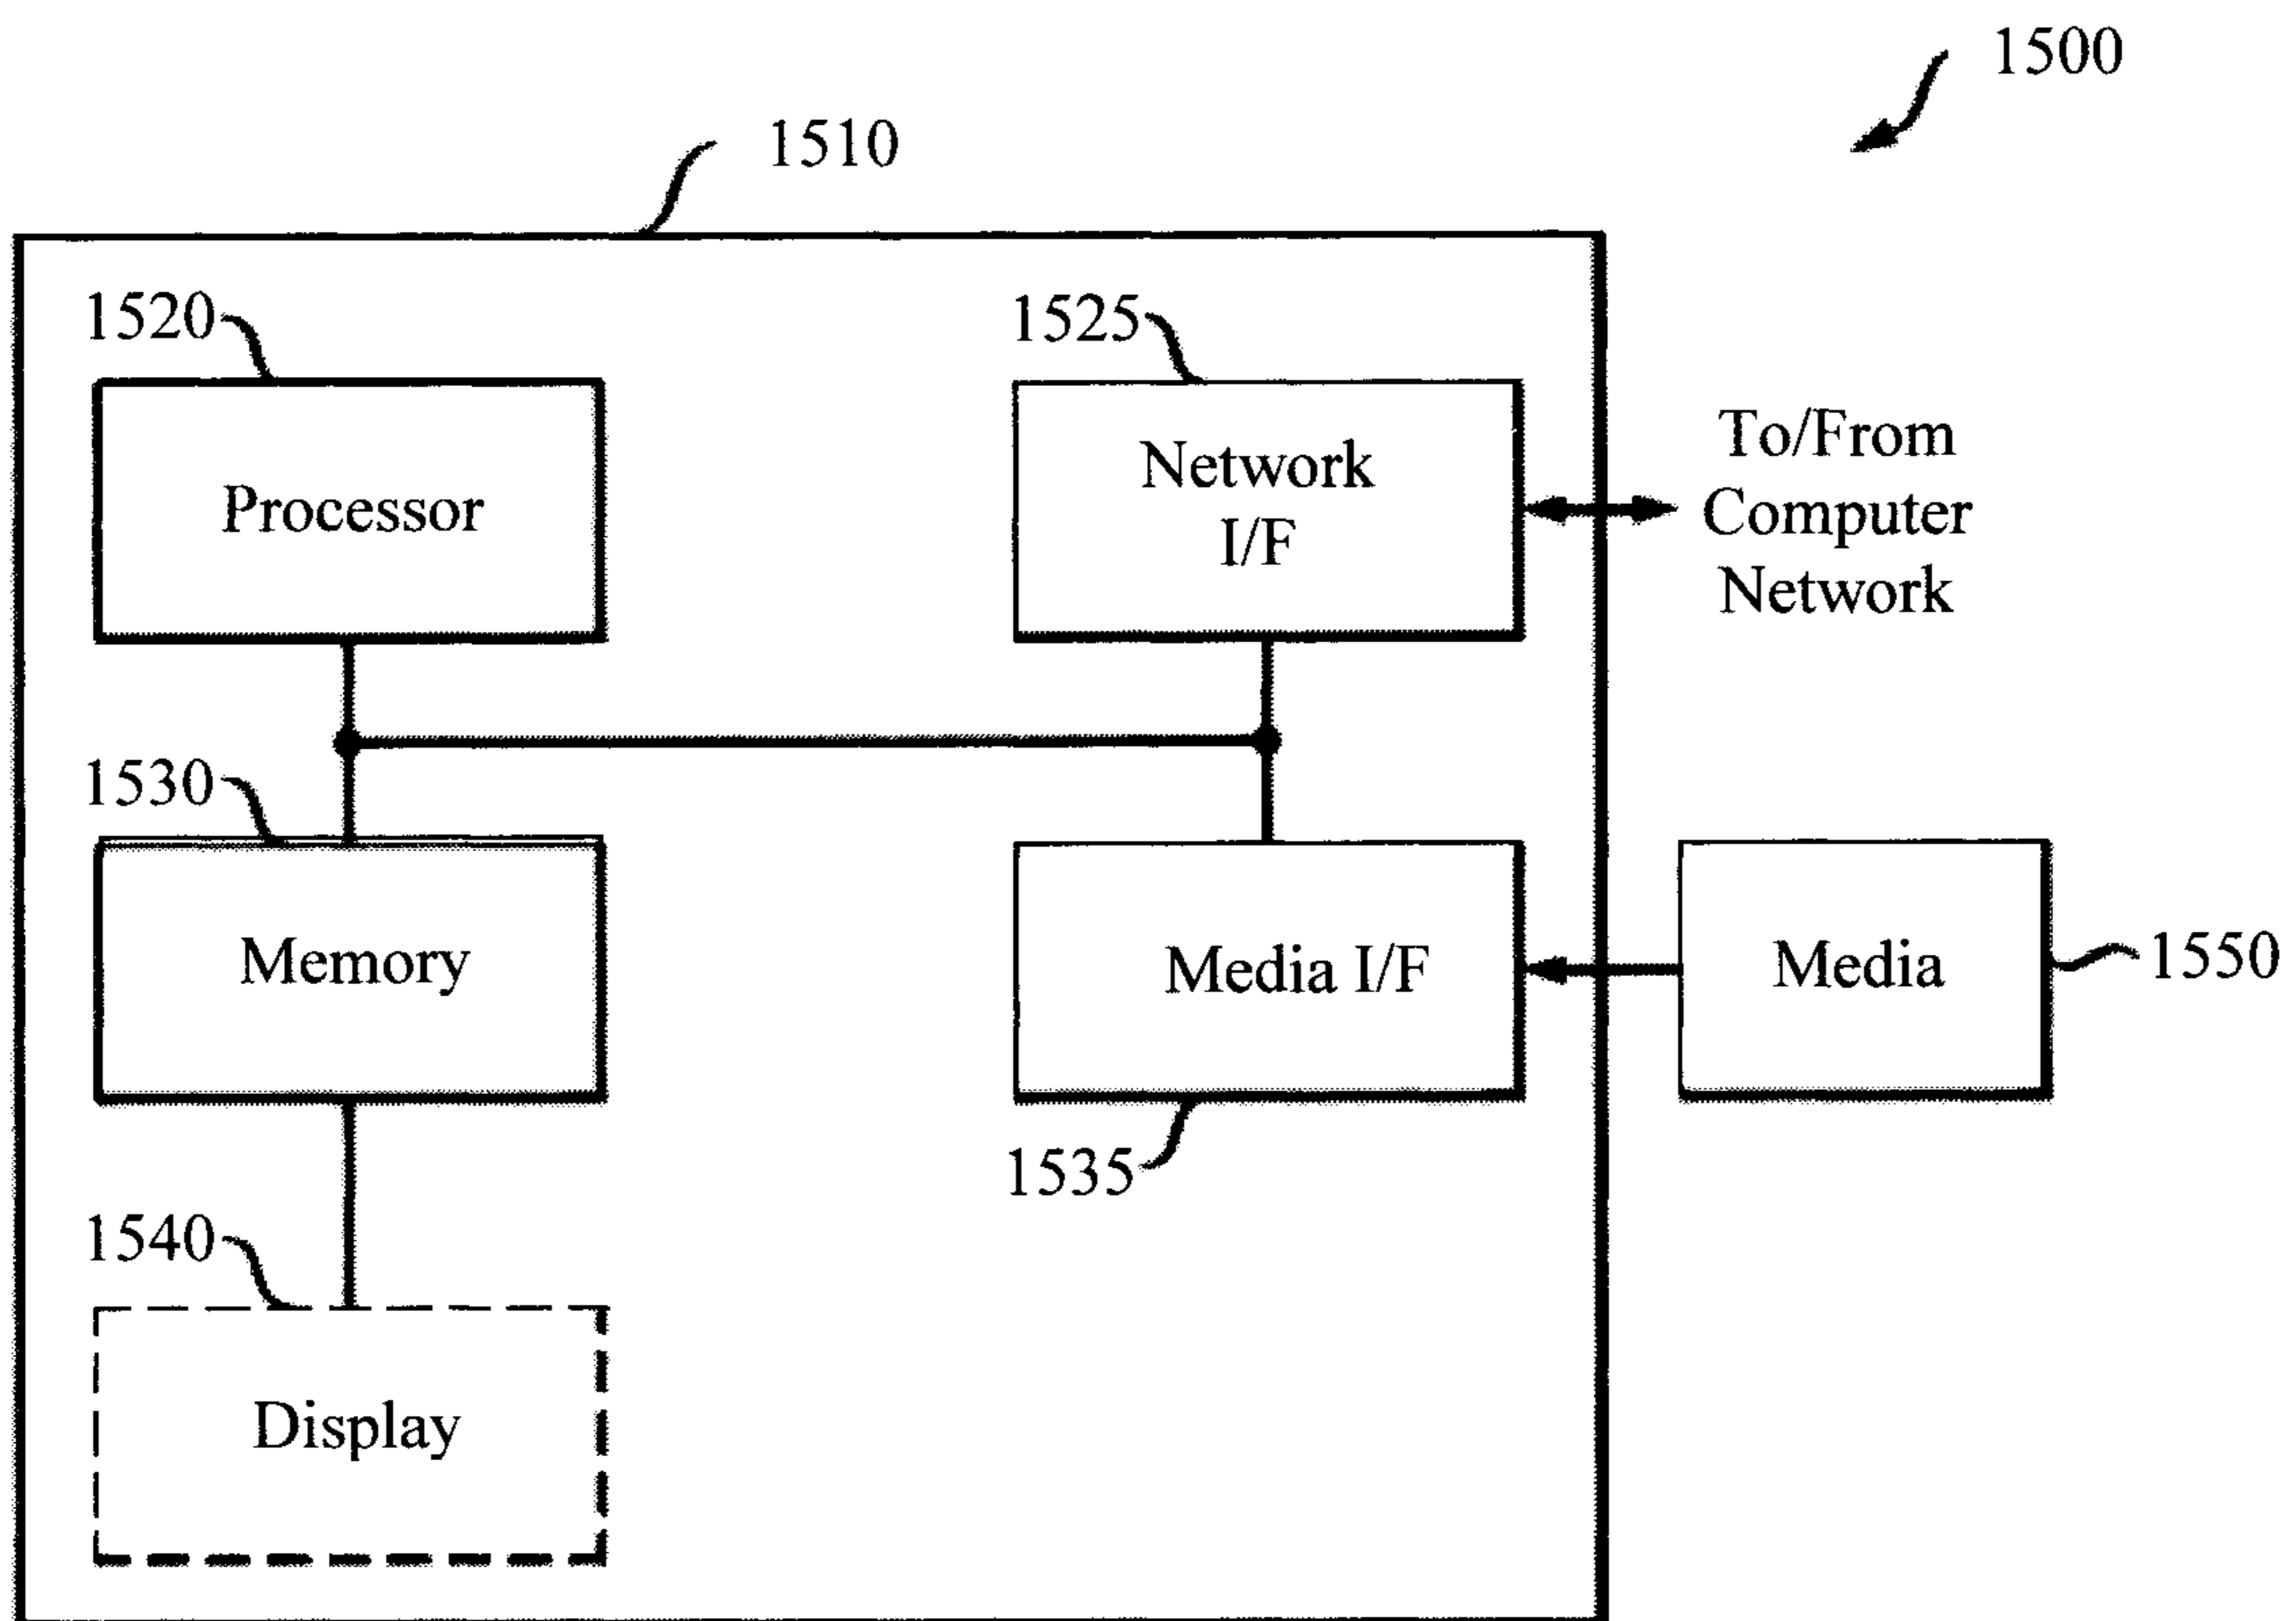 1500
1510
1520
1525
Processor
Network
I/F
To/From
Computer
Network
1530
Memory
Media I/F
Media
1550
1535
1540
Display